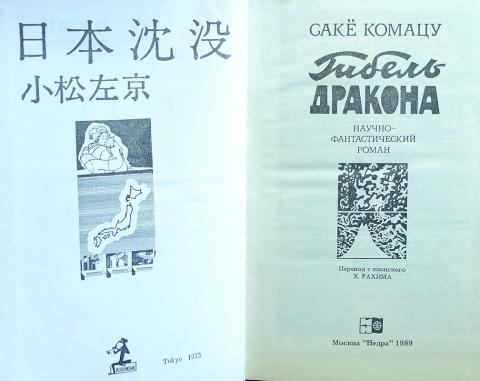 日本沈没
小松左京
Tokyo 1973
САКЁ КОМАЦУ
Гибель
ДРАКОНА
НАУЧНО-
ФАНТАСТИЧЕСКИЙ
РОМАН
Перевод с японского
Х. РАХИМА
Москва "Недра" 1989